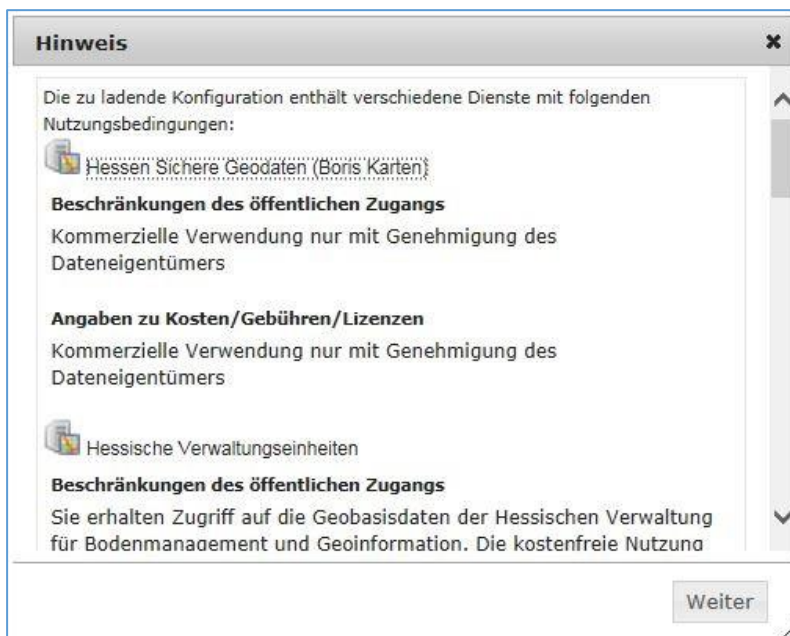 Hinweis
Die zu ladende Konfiguration enthält verschiedene Dienste mit folgenden
Nutzungsbedingungen:
Hessen Sichere Geodaten (Boris Karten)
Beschränkungen des öffentlichen Zugangs
Kommerzielle Verwendung nur mit Genehmigung des
Dateneigentümers
Angaben zu Kosten/Gebühren/Lizenzen
Kommerzielle Verwendung nur mit Genehmigung des
Dateneigentümers
Hessische Verwaltungseinheiten
Beschränkungen des öffentlichen Zugangs
Sie erhalten Zugriff auf die Geobasisdaten der Hessischen Verwaltung
für Bodenmanagement und Geoinformation. Die kostenfreie Nutzung
Weiter